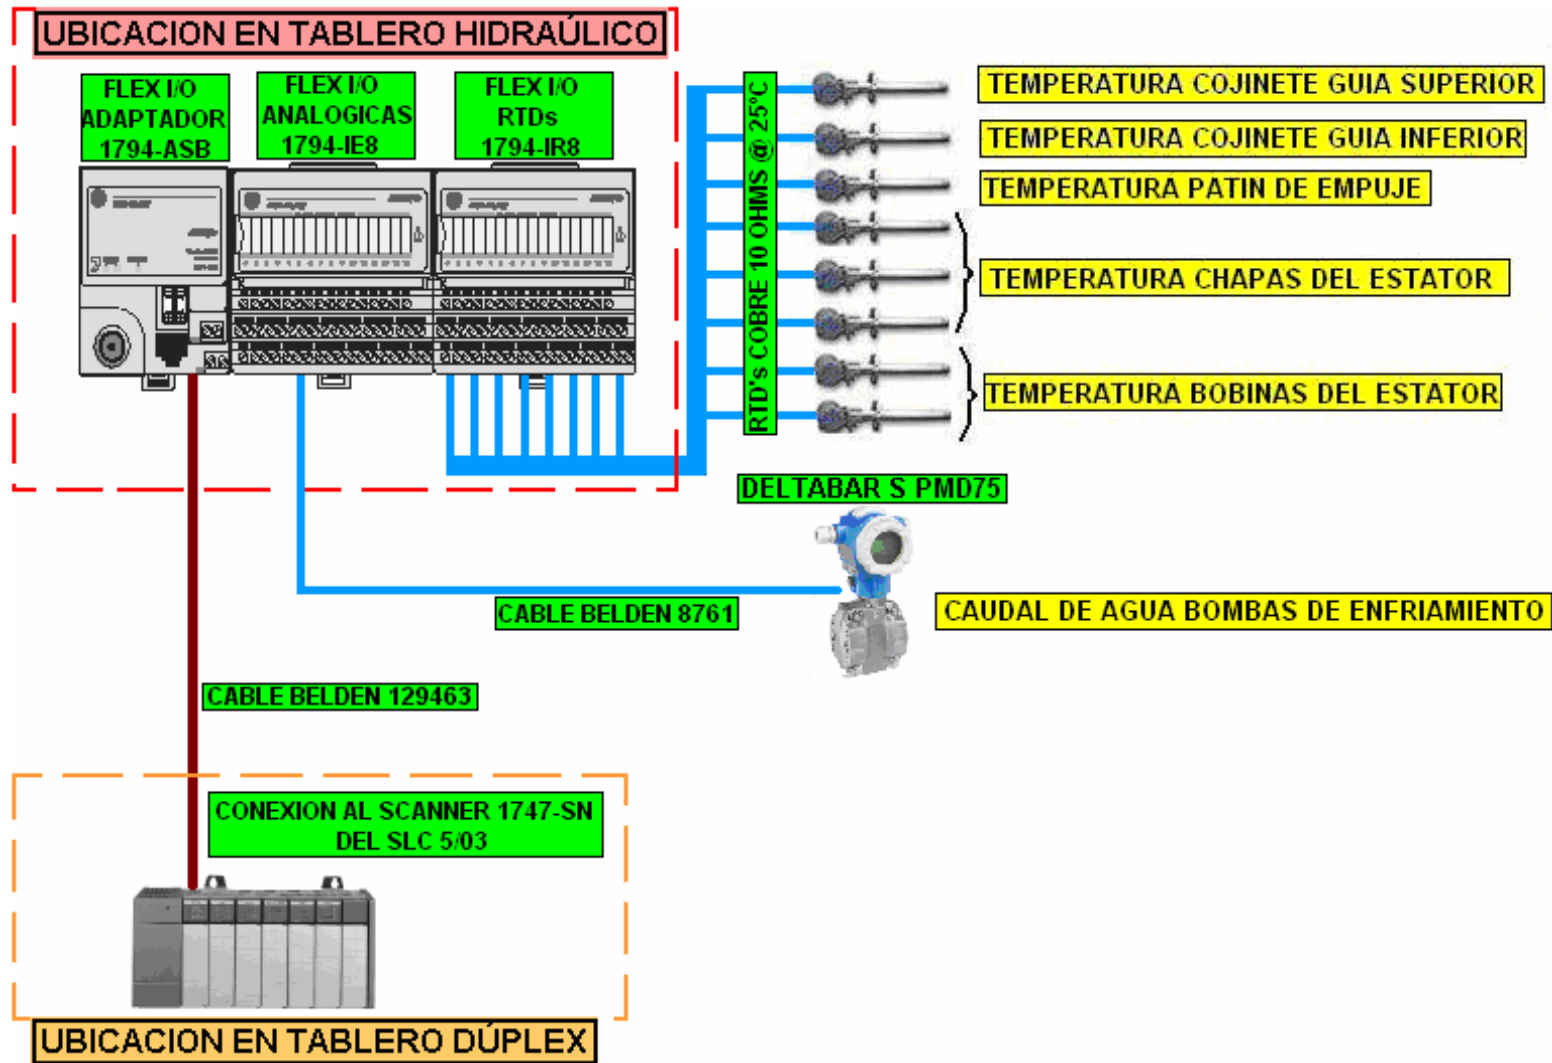 UBICACION EN TABLERO HIDRAÚLICO
FLEX I/O
ADAPTADOR
1794-ASB
FLEX I/O
ANALOGICAS
1794-IE8
FLEX I/O
RTDs
1794-IR8
RTD's COBRE 10 OHMS @ 25ºC
TEMPERATURA COJINETE GUIA SUPERIOR
TEMPERATURA COJINETE GUIA INFERIOR
TEMPERATURA PATIN DE EMPUJE
TEMPERATURA CHAPAS DEL ESTATOR
TEMPERATURA BOBINAS DEL ESTATOR
DELTABAR S PMD75
CABLE BELDEN 8761
CAUDAL DE AGUA BOMBAS DE ENFRIAMIENTO
CABLE BELDEN 129463
CONEXION AL SCANNER 1747-SN
DEL SLC 5/03
UBICACION EN TABLERO DÚPLEX